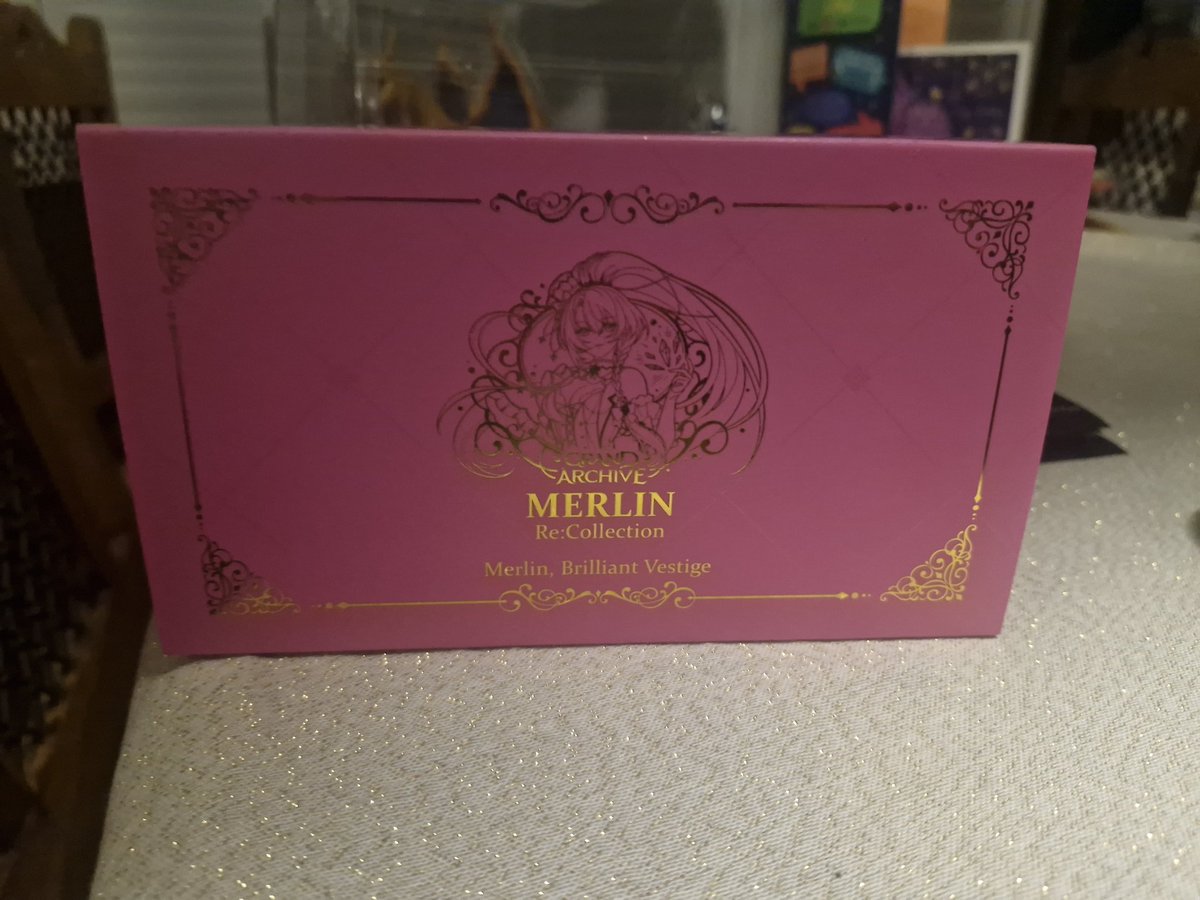 GRAND
ARCHIVE
MERLIN
Re:Collection
Merlin, Brilliant Vestige